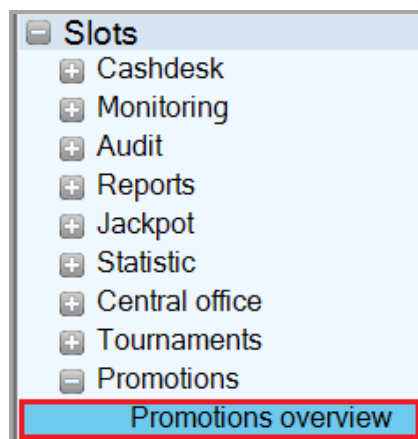 Slots
Cashdesk
Monitoring
Audit
Reports
Jackpot
Statistic
Central office
Tournaments
Promotions
Promotions overview